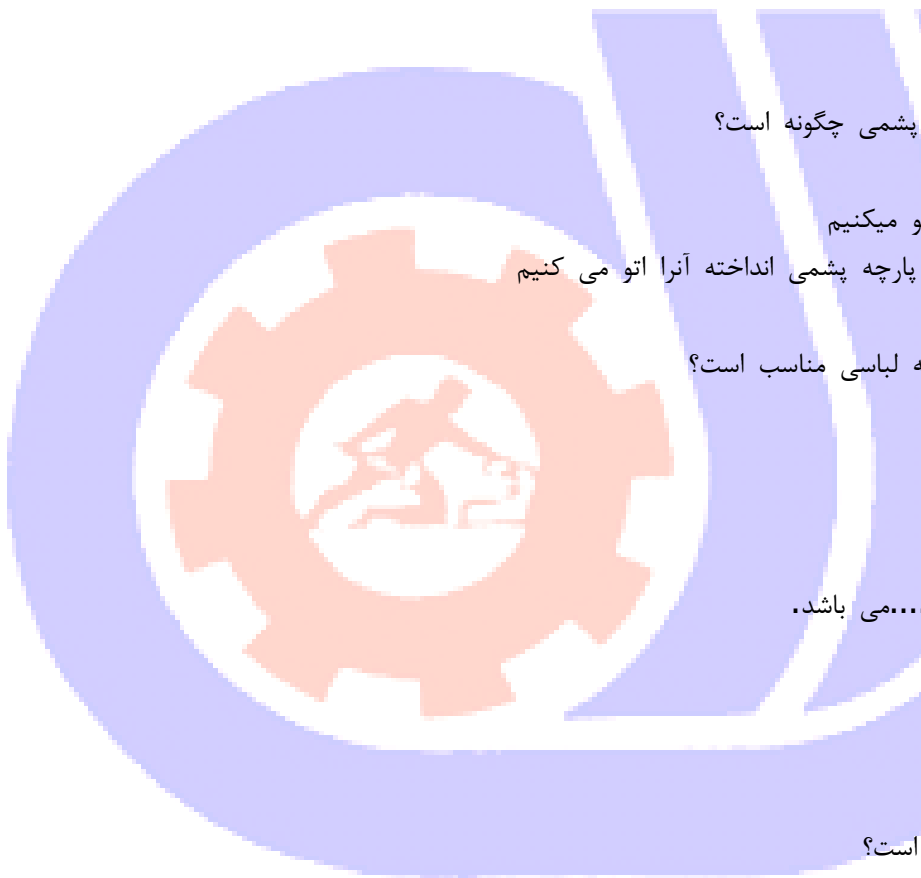 پشمی چگونه است؟
و میکنیم
پارچه پشمی انداخته آنرا اتو می کنیم
لباسی مناسب است؟
....می باشد.
است؟